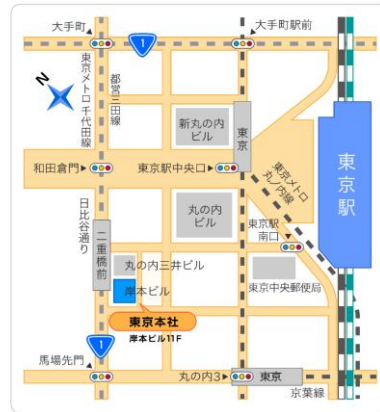 大手町
大手町駅前
1
N
東京メトロ千代田線
都営三田線
新丸の内
ビル
東京
東京メトロ
丸ノ内線
東京駅
和田倉門
東京駅中央口
日比谷通り
二重橋前
丸の内
ビル
東京駅
南口
丸の内三井ビル
岸本ビル
東京中央郵便局
東京本社
岸本ビル11F
1
馬場先門
丸の内3
東京
京葉線